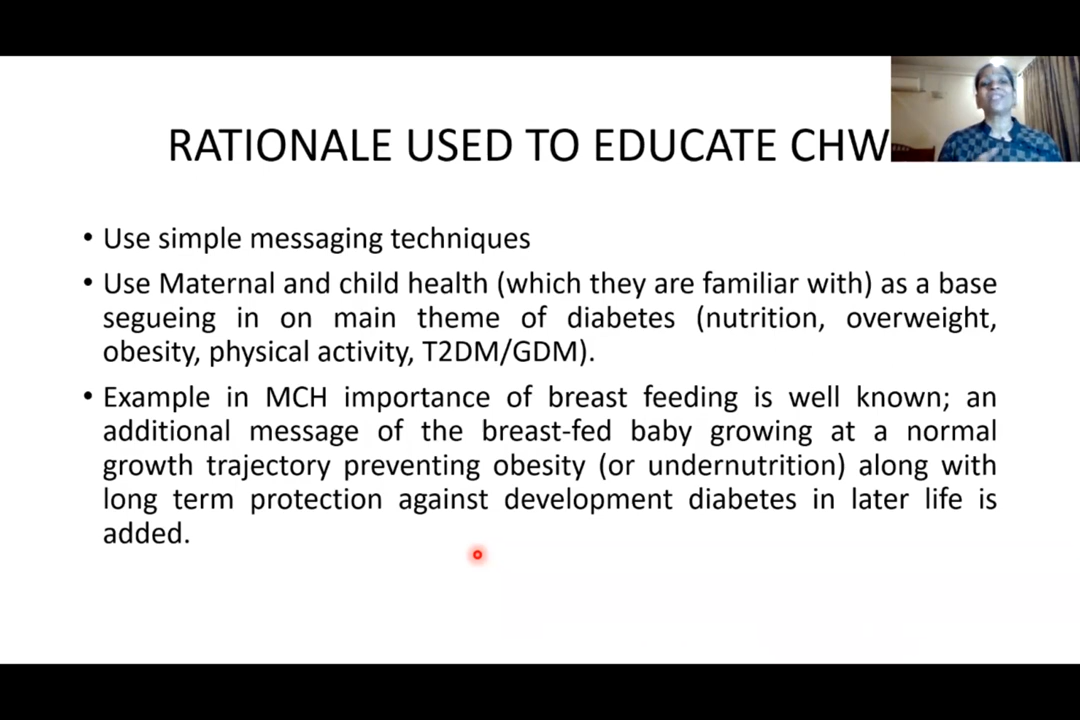 RATIONALE USED TO EDUCATE CHW
• Use simple messaging techniques
• Use Maternal and child health (which they are familiar with) as a base
segueing in on main theme of diabetes (nutrition, overweight,
obesity, physical activity, T2DM/GDM).
• Example in MCH importance of breast feeding is well known; an
additional message of the breast-fed baby growing at a normal
growth trajectory preventing obesity (or undernutrition) along with
long term protection against development diabetes in later life is
added.